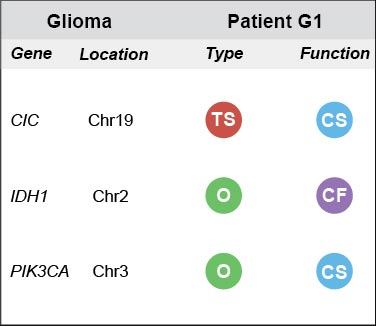 Glioma Patient G1
Gene Location Type Function
CIC Chr19 TS CS
IDH1 Chr2 O CF
PIK3CA Chr3 O CS